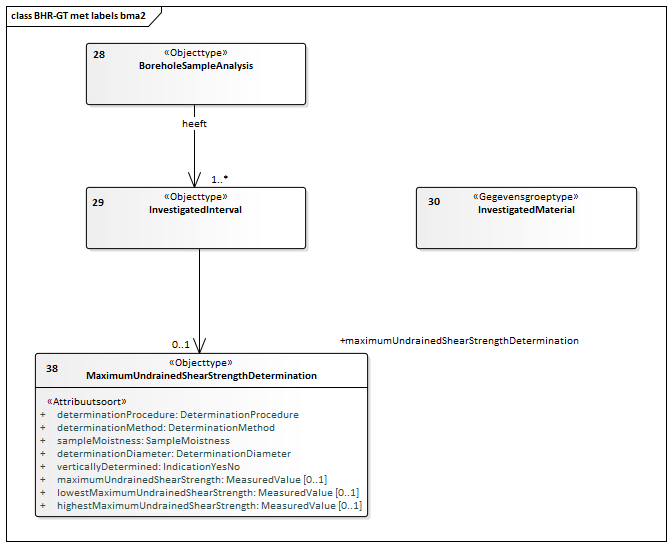 class BHR-GT met labels bma2
28
«Objecttype»
BoreholeSampleAnalysis
heeft
1..*
29
«Objecttype»
InvestigatedInterval
30
«Gegevensgroeptype»
InvestigatedMaterial
0..1
+maximumUndrainedShearStrengthDetermination
38
«Objecttype»
MaximumUndrainedShearStrengthDetermination
«Attribuutsoort»
+ determinationProcedure: DeterminationProcedure
+ determinationMethod: DeterminationMethod
+ sampleMoistness: SampleMoistness
+ determinationDiameter: DeterminationDiameter
+ verticallyDetermined: IndicationYesNo
+ maximumUndrainedShearStrength: MeasuredValue [0..1]
+ lowestMaximumUndrainedShearStrength: MeasuredValue [0..1]
+ highestMaximumUndrainedShearStrength: MeasuredValue [0..1]